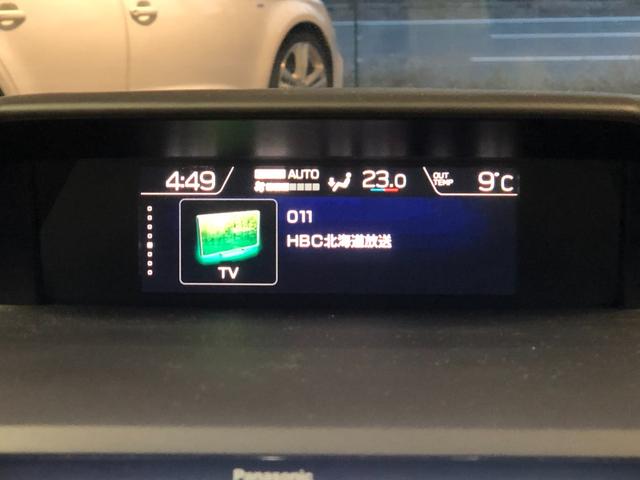 4:49 AUTO 23.0 OUT TEMP 9°C
011
HBC北海道放送
TV
Panasonic